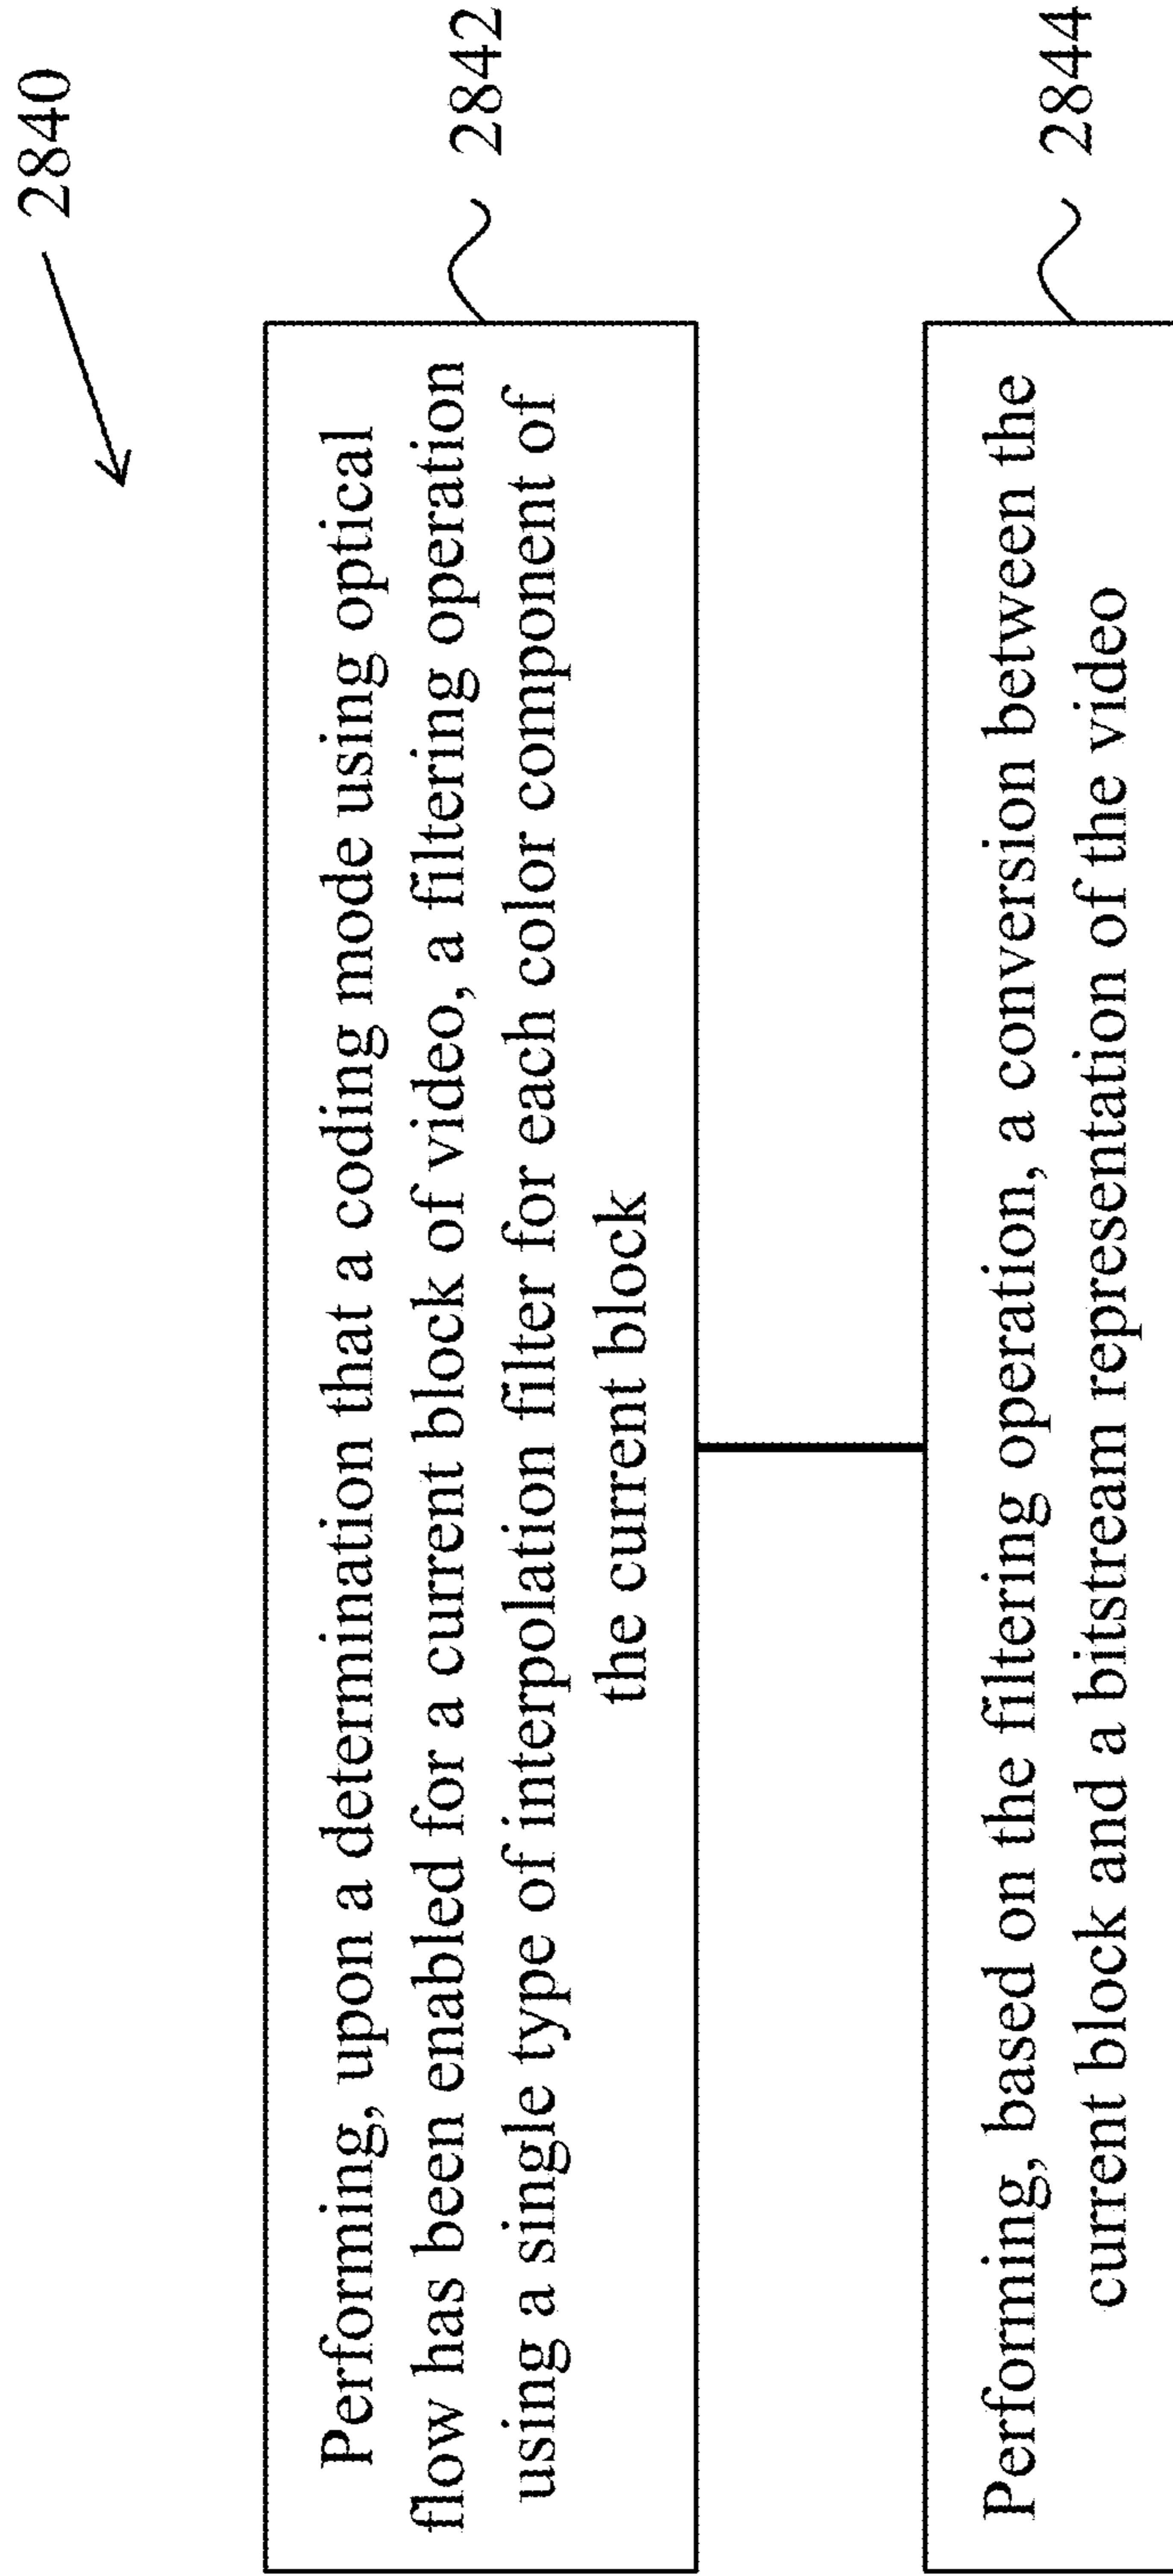 2840
Performing, upon a determination that a coding mode using optical
flow has been enabled for a current block of video, a filtering operation
using a single type of interpolation filter for each color component of
the current block
2842
Performing, based on the filtering operation, a conversion between the
current block and a bitstream representation of the video
2844